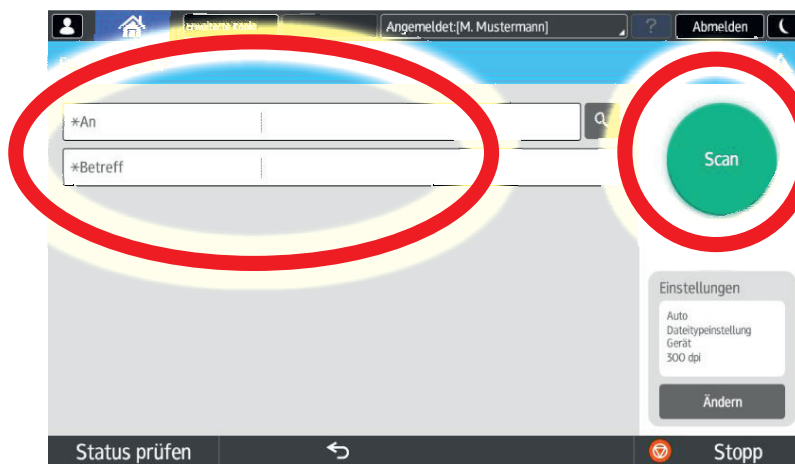 Angemeldet:[M. Mustermann]
?
Abmelden
*An
*Betreff
Scan
Einstellungen
Auto
Dateitypeinstellung
Gerät
300 dpi
Ändern
Status prüfen
Stopp